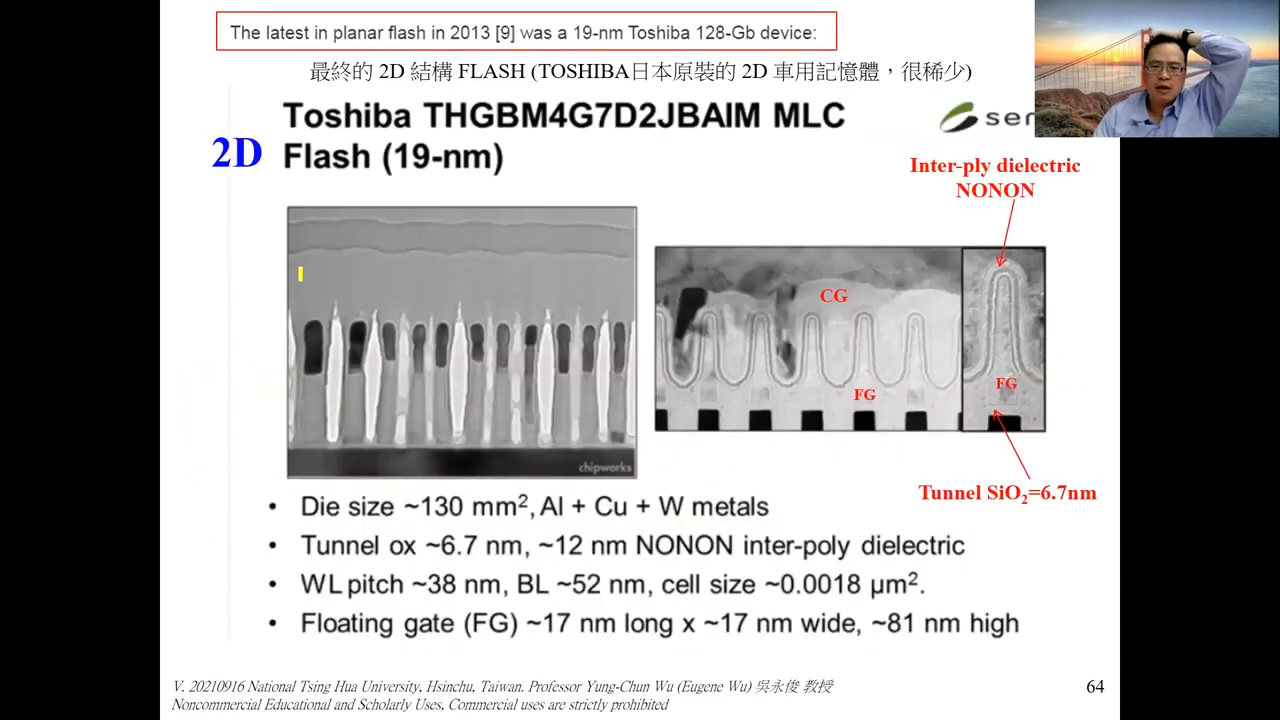 The latest in planar flash in 2013 [9] was a 19-nm Toshiba 128-Gb device:
最終的 2D 結構 FLASH (TOSHIBA日本原裝的 2D 車用記憶體，很稀少)
Toshiba THGBM4G7D2JBAIM MLC
2D Flash (19-nm)
ser
Inter-ply dielectric
NONON
CG
FG
FG
chipworks
Tunnel SiO₂=6.7nm
• Die size ~130 mm², Al + Cu + W metals
• Tunnel ox ~6.7 nm, ~12 nm NONON inter-poly dielectric
• WL pitch ~38 nm, BL ~52 nm, cell size ~0.0018 µm².
• Floating gate (FG) ~17 nm long x ~17 nm wide, ~81 nm high
V. 20210916 National Tsing Hua University, Hsinchu, Taiwan. Professor Yung-Chun Wu (Eugene Wu) 吳永俊 教授
Noncommercial Educational and Scholarly Uses, Commercial uses are strictly prohibited
64